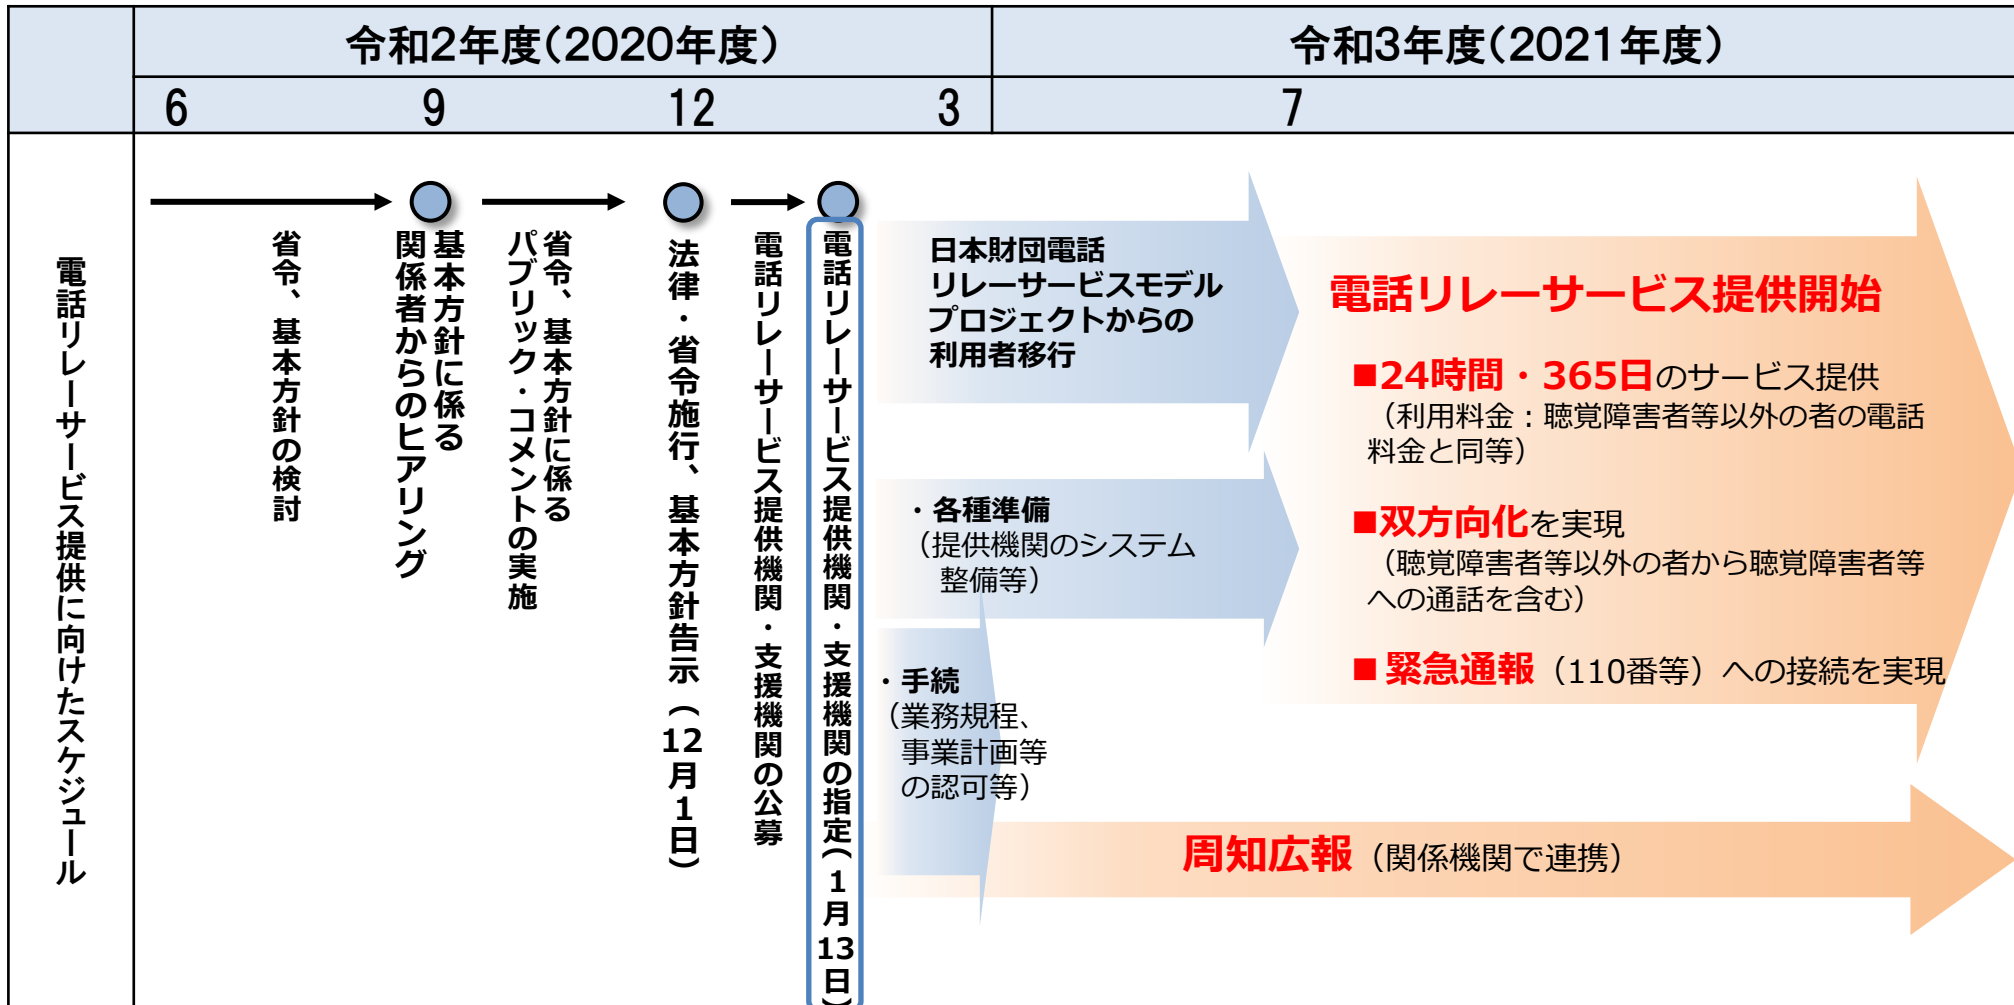 令和2年度(2020年度)
令和3年度(2021年度)
6
9
12
3
7
電話リレーサービス提供に向けたスケジュール
省令、基本方針の検討
基本方針に係る
関係者からのヒアリング
省令、基本方針に係る
パブリック・コメントの実施
法律・省令施行、基本方針告示(12月1日)
電話リレーサービス提供機関・支援機関の公募
電話リレーサービス提供機関・支援機関の指定(1月13日)
日本財団電話
リレーサービスモデル
プロジェクトからの
利用者移行
・各種準備
(提供機関のシステム
整備等)
・手続
(業務規程、
事業計画等
の認可等)
電話リレーサービス提供開始
■24時間・365日のサービス提供
(利用料金:聴覚障害者等以外の者の電話
料金と同等)
■双方向化を実現
(聴覚障害者等以外の者から聴覚障害者等
への通話を含む)
■緊急通報(110番等)への接続を実現
周知広報(関係機関で連携)